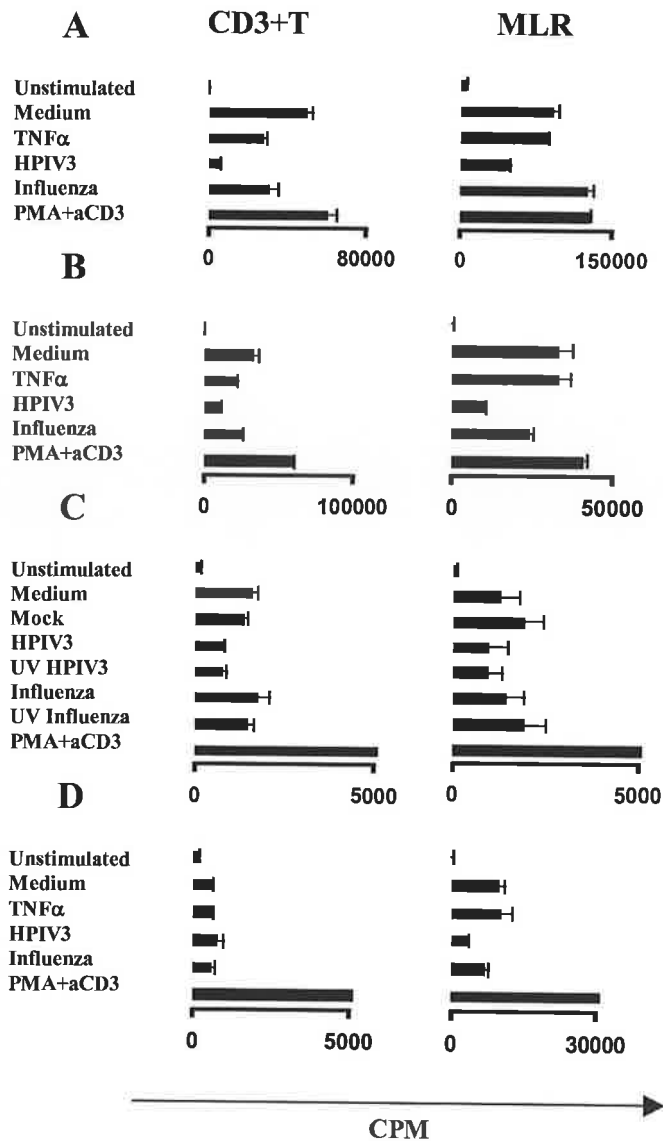 A CD3+T MLR
Unstimulated
Medium
TNFα
HPIV3
Influenza
PMA+aCD3
0 80000 0 150000
B
Unstimulated
Medium
TNFα
HPIV3
Influenza
PMA+aCD3
0 100000 0 50000
C
Unstimulated
Medium
Mock
HPIV3
UV HPIV3
Influenza
UV Influenza
PMA+aCD3
0 5000 0 5000
D
Unstimulated
Medium
TNFα
HPIV3
Influenza
PMA+aCD3
0 5000 0 30000
CPM